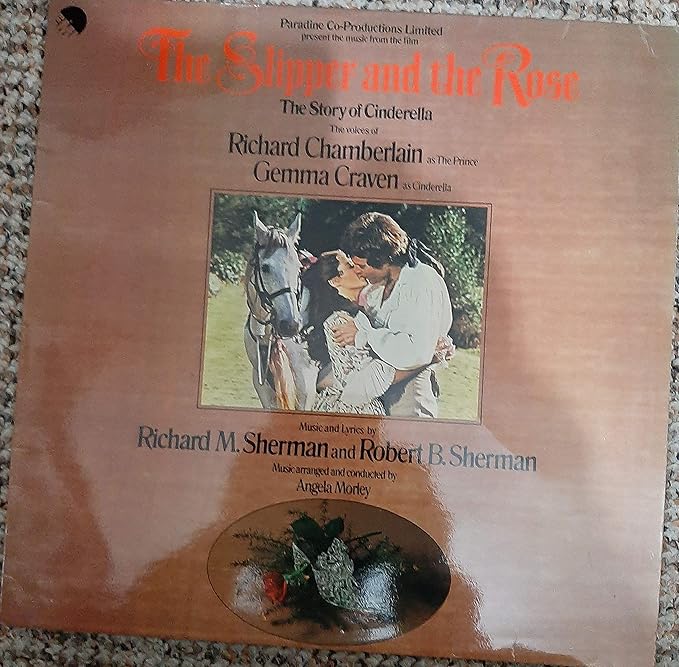 EMI
Paradine Co-Productions Limited
present the music from the film
The Slipper and the Rose
The Story of Cinderella
The voices of
Richard Chamberlain as The Prince
Gemma Craven as Cinderella
Music and Lyrics by
Richard M. Sherman and Robert B. Sherman
Music arranged and conducted by
Angela Morley